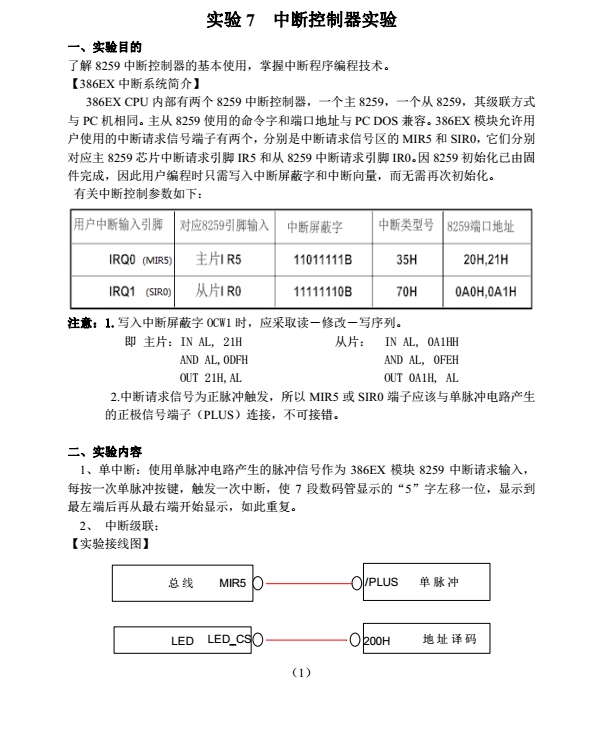 实验 7 中断控制器实验
一、实验目的
了解 8259 中断控制器的基本使用，掌握中断程序编程技术。
【386EX 中断系统简介】
386EX CPU 内部有两个 8259 中断控制器，一个主 8259，一个从 8259，其级联方式
与 PC 机相同。主从 8259 使用的命令字和端口地址与 PC DOS 兼容。386EX 模块允许用
户使用的中断请求信号端子有两个，分别是中断请求信号区的 MIR5 和 SIR0，它们分别
对应主 8259 芯片中断请求引脚 IR5 和从 8259 中断请求引脚 IR0。因 8259 初始化已由固
件完成，因此用户编程时只需写入中断屏蔽字和中断向量，而无需再次初始化。
有关中断控制参数如下：
用户中断输入引脚 对应8259引脚输入 中断屏蔽字 中断类型号 8259端口地址
IRQ0 (MIR5) 主片I R5 11011111B 35H 20H,21H
IRQ1 (SIR0) 从片I R0 11111110B 70H 0A0H,0A1H
注意：1.写入中断屏蔽字 OCW1 时，应采取读－修改－写序列。
即 主片：IN AL, 21H 从片： IN AL, 0A1HH
AND AL,0DFH AND AL, 0FEH
OUT 21H,AL OUT 0A1H, AL
2.中断请求信号为正脉冲触发，所以 MIR5 或 SIR0 端子应该与单脉冲电路产生
的正极信号端子（PLUS）连接，不可接错。
二、实验内容
1、单中断：使用单脉冲电路产生的脉冲信号作为 386EX 模块 8259 中断请求输入，
每按一次单脉冲按键，触发一次中断，使 7 段数码管显示的“5”字左移一位，显示到
最左端后再从最右端开始显示，如此重复。
2、 中断级联：
【实验接线图】
总线 MIR5 /PLUS 单脉冲
LED LED_CS 200H 地址译码
（1）